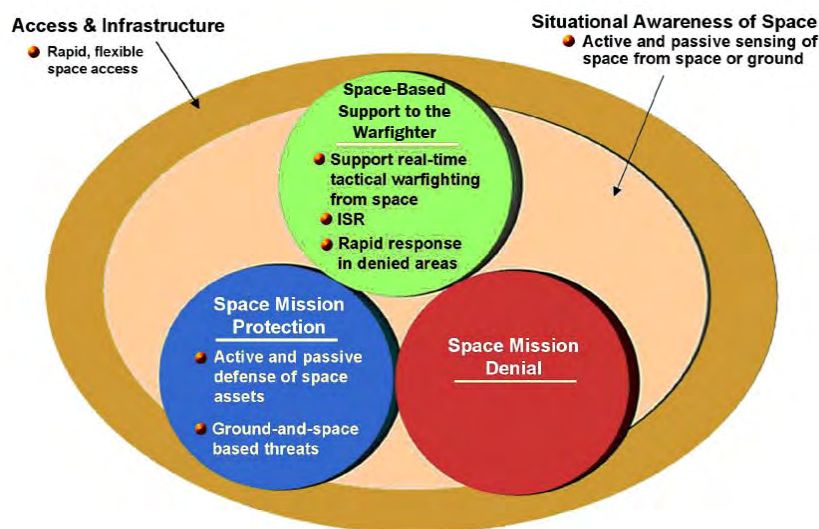 Access & Infrastructure
Rapid, flexible
space access
Situational Awareness of Space
Active and passive sensing of
space from space or ground
Space-Based
Support to the
Warfighter
Support real-time
tactical warfighting
from space
ISR
Rapid response
in denied areas
Space Mission
Protection
Active and passive
defense of space
assets
Ground-and-space
based threats
Space Mission
Denial